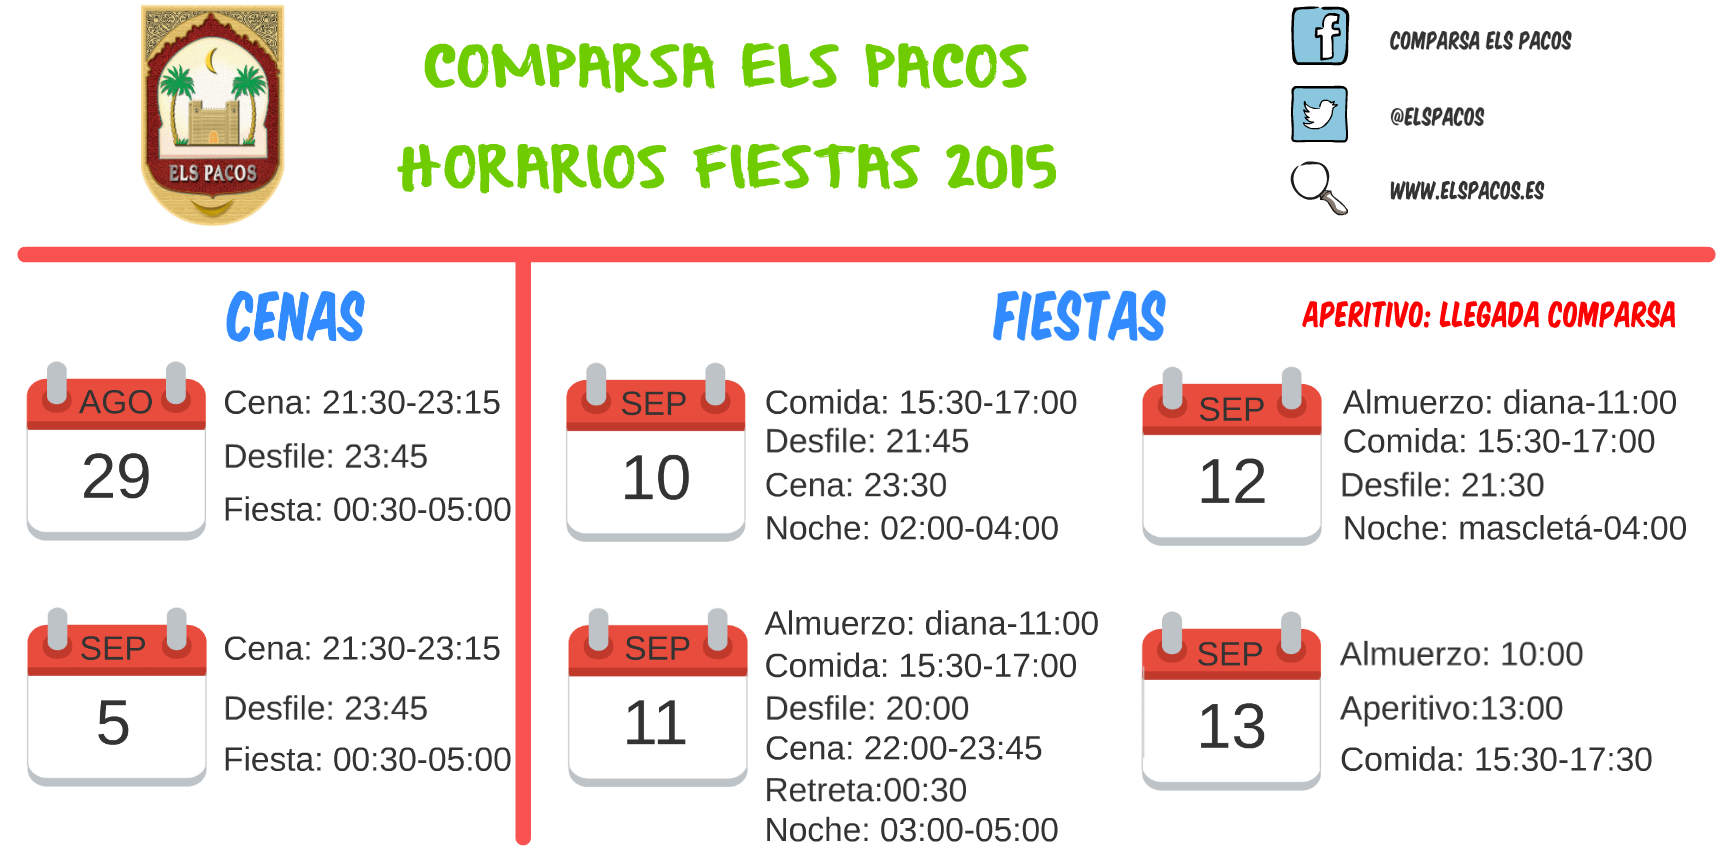 ELS PACOS
COMPARSA ELS PACOS
HORARIOS FIESTAS 2015
COMPARSA ELS PACOS
@ELSPACOS
WWW.ELSPACOS.ES
CENAS
AGO
29
Cena: 21:30-23:15
Desfile: 23:45
Fiesta: 00:30-05:00
SEP
5
Cena: 21:30-23:15
Desfile: 23:45
Fiesta: 00:30-05:00
FIESTAS
APERITIVO: LLEGADA COMPARSA
SEP
10
Comida: 15:30-17:00
Desfile: 21:45
Cena: 23:30
Noche: 02:00-04:00
SEP
11
Almuerzo: diana-11:00
Comida: 15:30-17:00
Desfile: 20:00
Cena: 22:00-23:45
Retreta:00:30
Noche: 03:00-05:00
SEP
12
Almuerzo: diana-11:00
Comida: 15:30-17:00
Desfile: 21:30
Noche: mascletá-04:00
SEP
13
Almuerzo: 10:00
Aperitivo:13:00
Comida: 15:30-17:30